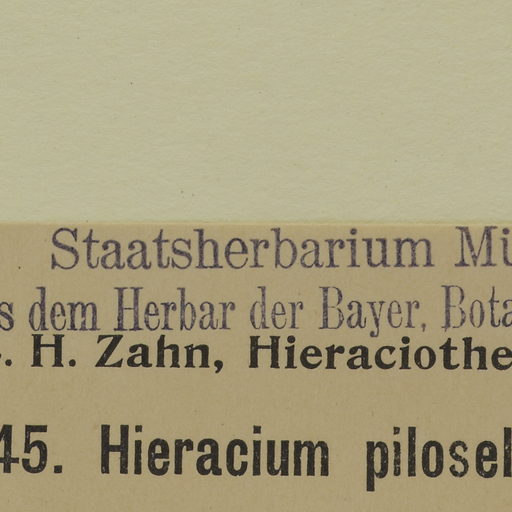 Staatsherbarium Mü
s dem Herbar der Bayer. Bota
. H. Zahn, Hieraciothe
45. Hieracium pilosel